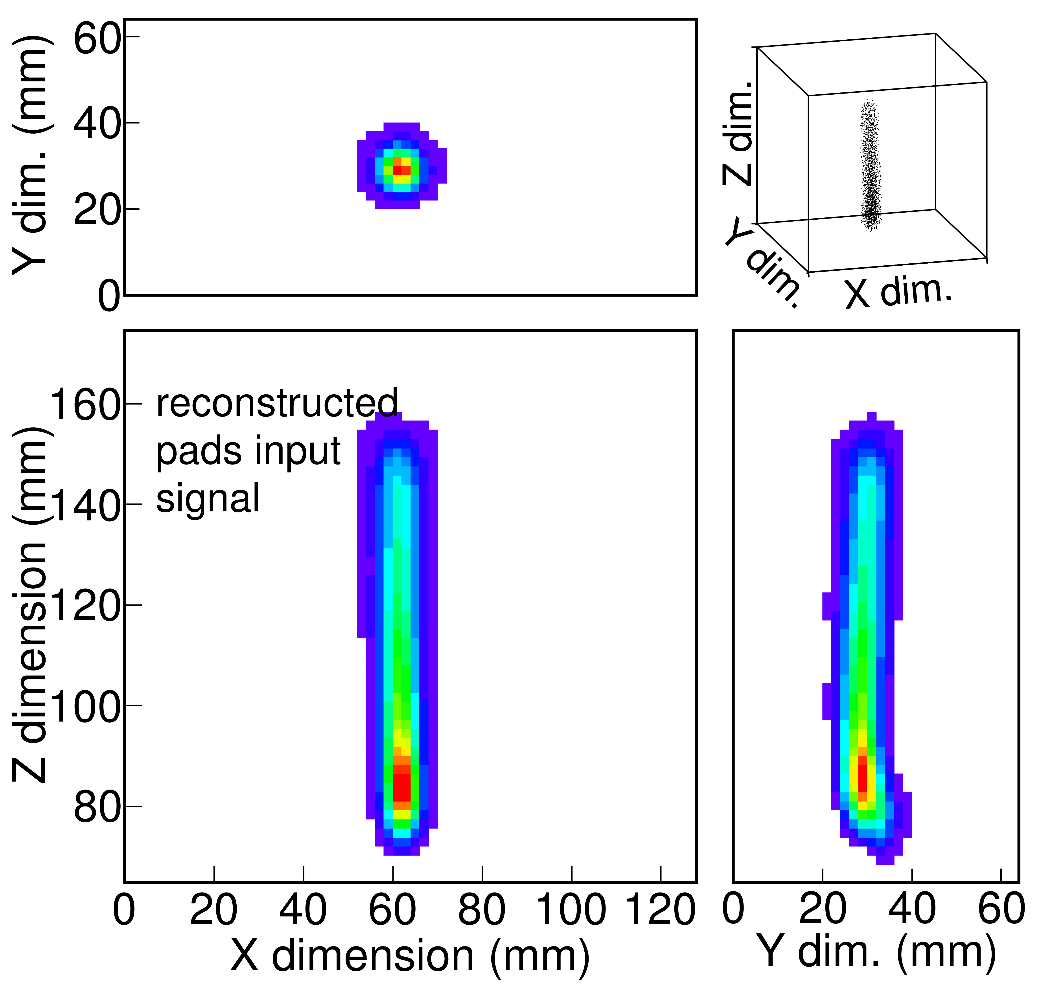 60
40
20
0
Y dim. (mm)
Z dim.
Y dim.
X dim.
reconstructed
pads input
signal
160
140
120
100
80
Z dimension (mm)
0 20 40 60 80 100 120
X dimension (mm)
0 20 40 60
Y dim. (mm)